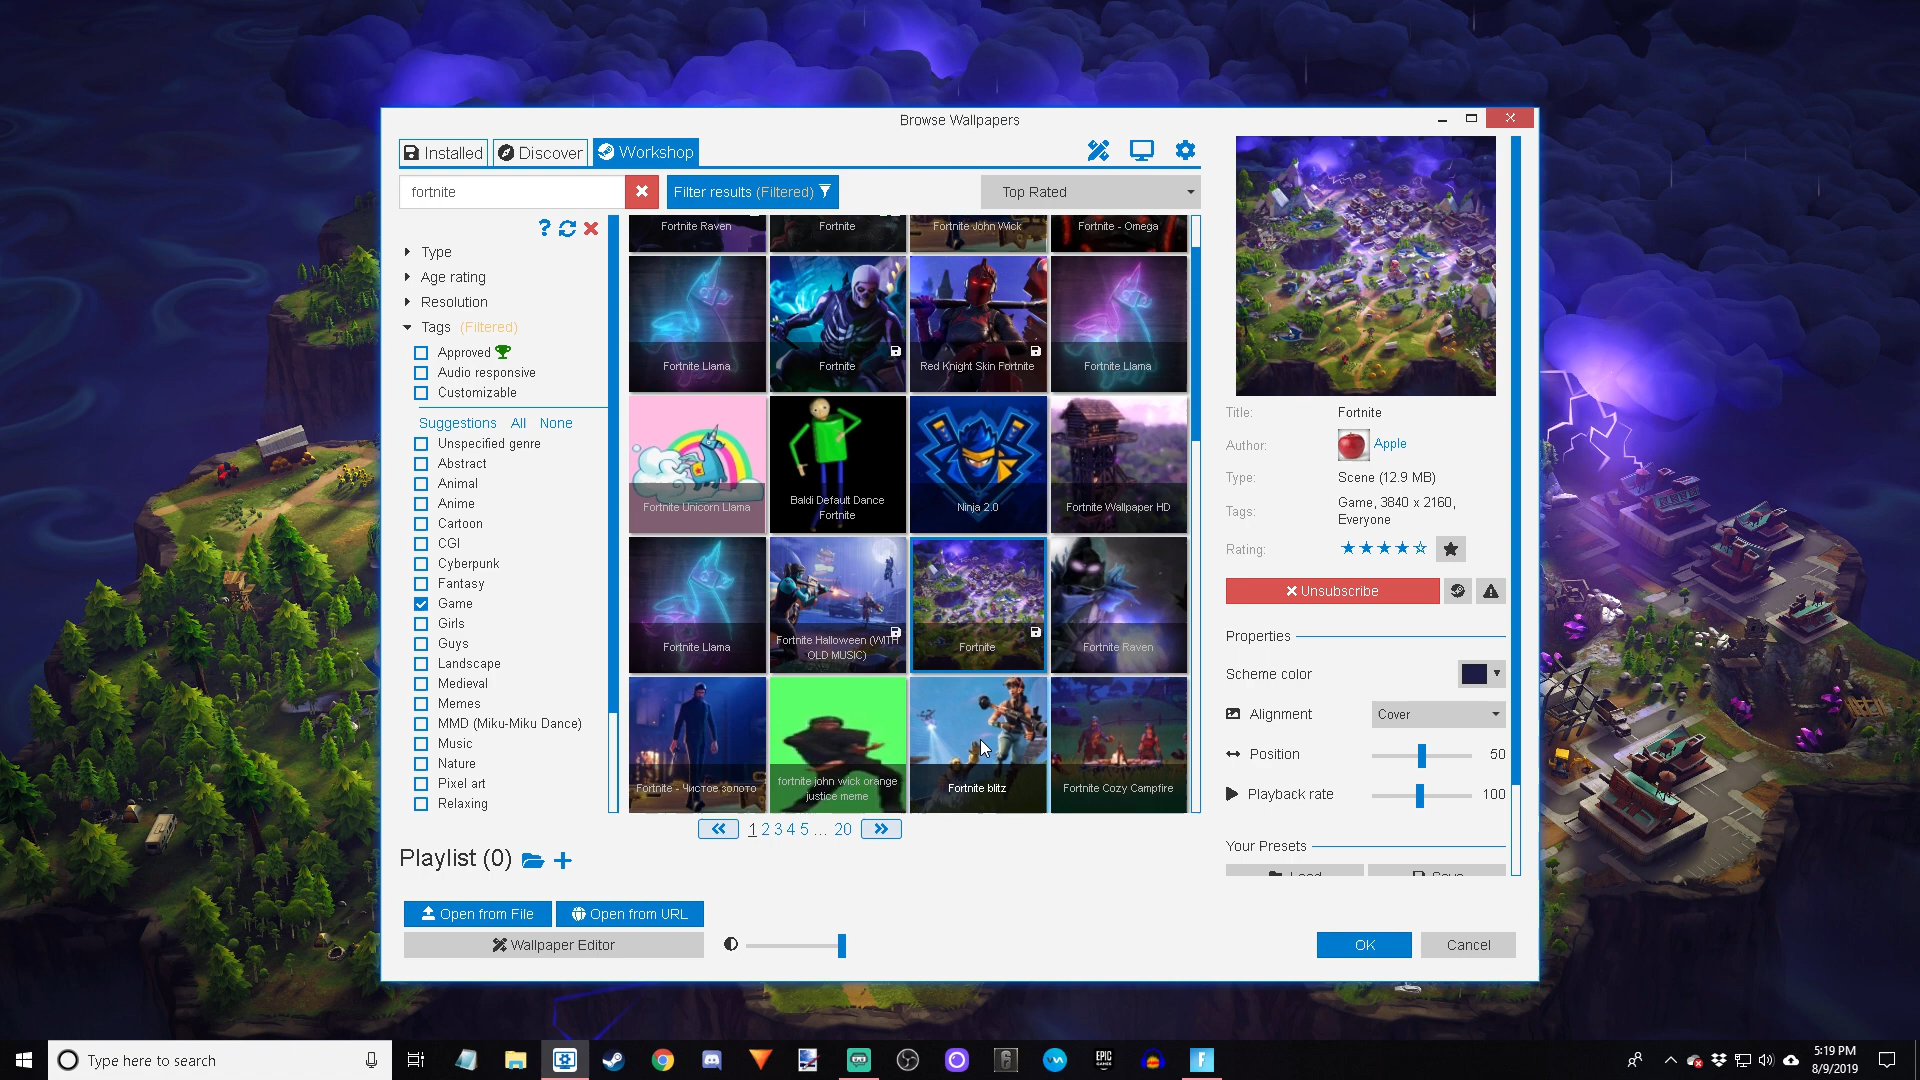 Browse Wallpapers
Installed
Discover
Workshop
fortnite
Filter results (Filtered)
Top Rated
?
Type
Age rating
Resolution
Tags (Filtered)
Approved
Audio responsive
Customizable
Suggestions All None
Unspecified genre
Abstract
Animal
Anime
Cartoon
CGI
Cyberpunk
Fantasy
Game
Girls
Guys
Landscape
Medieval
Memes
MMD (Miku-Miku Dance)
Music
Nature
Pixel art
Relaxing
Fortnite Raven
Fortnite
Fortnite John Wick
Fortnite - Omega
Fortnite Llama
Fortnite
Red Knight Skin Fortnite
Fortnite Llama
Fortnite Unicorn Llama
Baldi Default Dance
Fortnite
Ninja 2.0
Fortnite Wallpaper HD
Fortnite Llama
Fortnite Halloween (WITH
OLD MUSIC)
Fortnite
Fortnite Raven
Fortnite - Чистое золото
fortnite john wick orange
justice meme
Fortnite blitz
Fortnite Cozy Campfire
1 2 3 4 5 ... 20
Playlist (0)
Open from File
Open from URL
Wallpaper Editor
Title: Fortnite
Author: Apple
Type: Scene (12.9 MB)
Tags: Game, 3840 x 2160,
Everyone
Rating:
Unsubscribe
Properties
Scheme color
Alignment Cover
Position 50
Playback rate 100
Your Presets
Load
Save
OK
Cancel
Type here to search
EPIC
GAMES
5:19 PM
8/9/2019